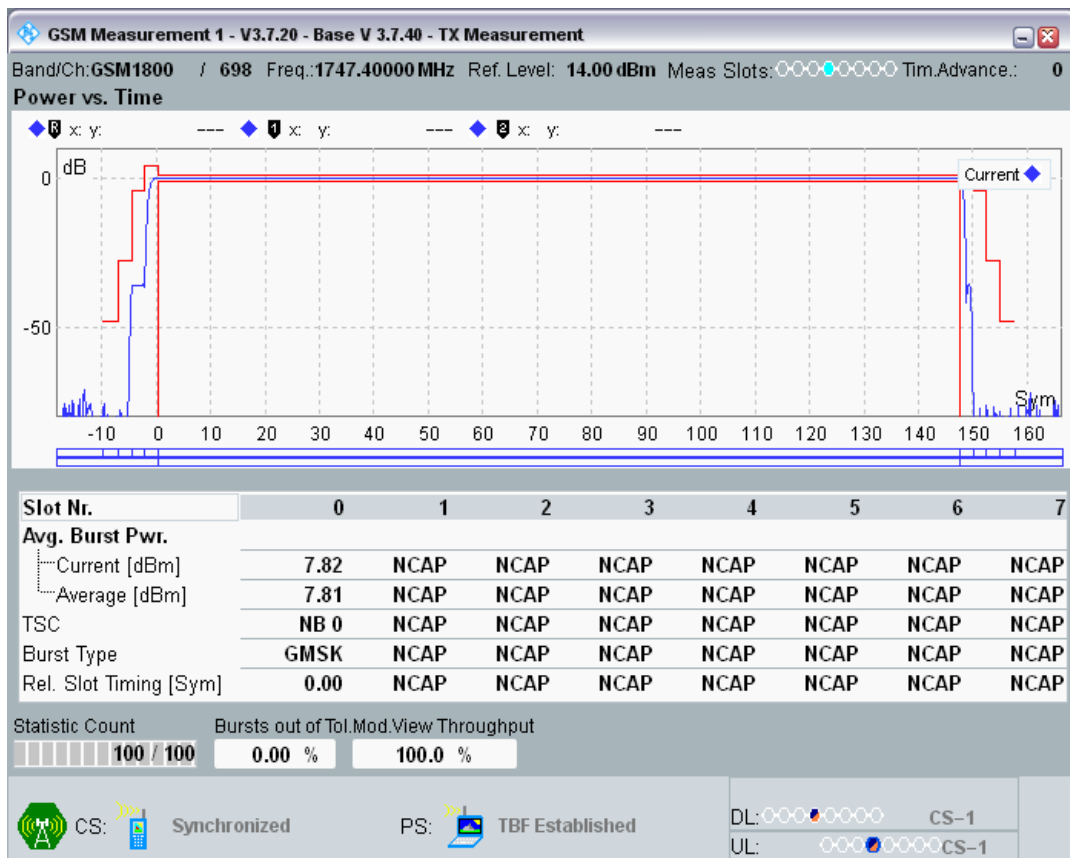 GSM Measurement 1 - V3.7.20 - Base V 3.7.40 - TX Measurement
Band/Ch:GSM1800 / 698 Freq.:1747.40000 MHz Ref. Level: 14.00 dBm Meas Slots: Tim.Advance.: 0
Power vs. Time
R x: y: --- 1 x: y: --- 2 x: y: ---
dB
Current
0
-50
Sym
-10 0 10 20 30 40 50 60 70 80 90 100 110 120 130 140 150 160
Slot Nr. 0 1 2 3 4 5 6 7
Avg. Burst Pwr.
Current [dBm] 7.82 NCAP NCAP NCAP NCAP NCAP NCAP NCAP
Average [dBm] 7.81 NCAP NCAP NCAP NCAP NCAP NCAP NCAP
TSC NB 0 NCAP NCAP NCAP NCAP NCAP NCAP NCAP
Burst Type GMSK NCAP NCAP NCAP NCAP NCAP NCAP NCAP
Rel. Slot Timing [Sym] 0.00 NCAP NCAP NCAP NCAP NCAP NCAP NCAP
Statistic Count Bursts out of Tol.Mod.View Throughput
100 / 100 0.00 % 100.0 %
CS: Synchronized PS: TBF Established DL: CS-1
UL: CS-1